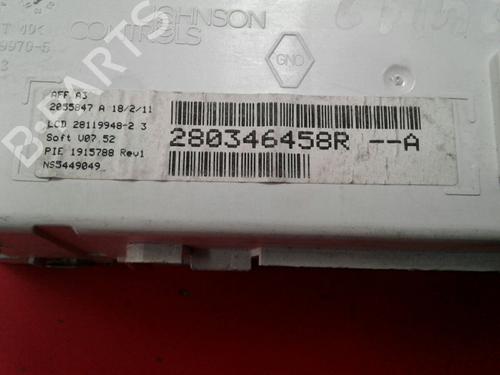 JOHNSON
CONTROLS
GNO
AFF A3
2055847 A 18/2/11
LCD 28119948-2 3
Soft V07.52
PIE 1915788 Rev1
NS5449049
280346458R --A